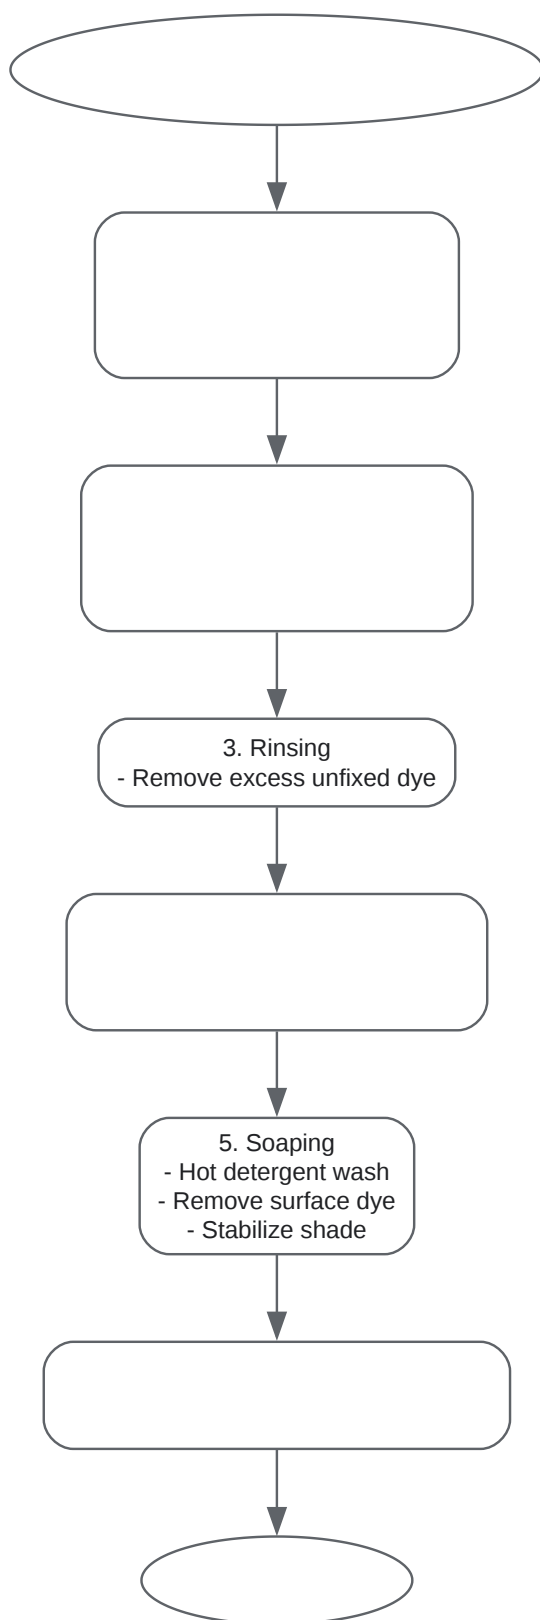 3. Rinsing
- Remove excess unfixed dye
5. Soaping
- Hot detergent wash
- Remove surface dye
- Stabilize shade